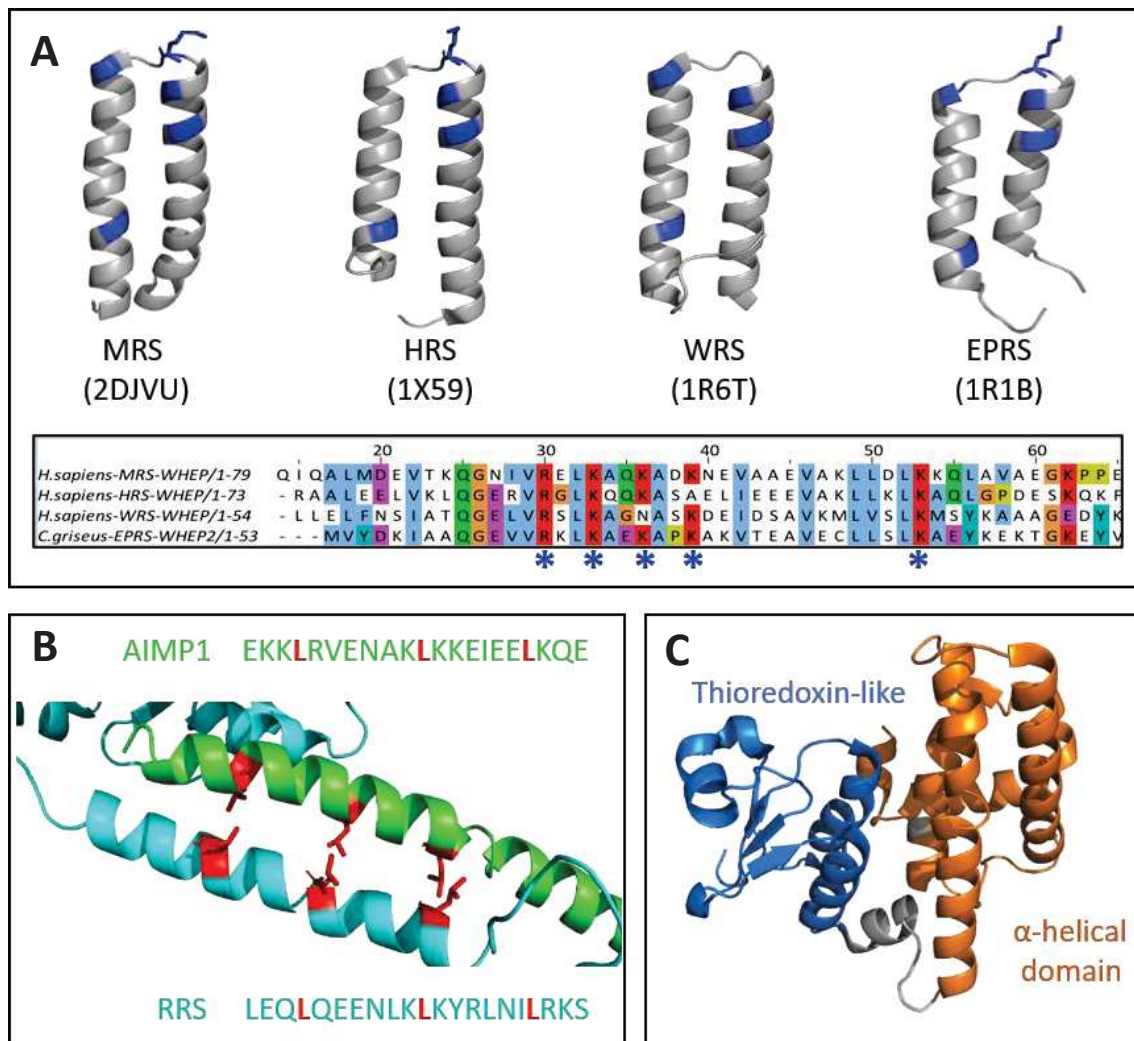 A
MRS
(2DJVU)
HRS
(1X59)
WRS
(1R6T)
EPRS
(1R1B)
20 30 40 50 60
H.sapiens-MRS-WHEP/1-79 QIQALMDEVTKQGNIVRELKAQKADKNEVAAEVAKLLDLKKQLAVAEGKPPE
H.sapiens-HRS-WHEP/1-73 -RAALEELVKLQGERVRGLKQQKASAELIEEEVAKLLKLKAQLGPDESKQKF
H.sapiens-WRS-WHEP/1-54 -LLELFNSIATQGELVRSLKAGNASKDEIDSAVKMLVSLKMSYKAAAGEDYK
C.griseus-EPRS-WHEP2/1-53 ---MVYDKIAAQGEVVRKLKAEKAPKAKVTEAVECLLSLKAEYKEKTGKEYV
* * * * *
B
AIMP1 EKKLRVENAKLKKEIEELKQE
RRS LEQLQEENLKLKYRLNILRKS
C
Thioredoxin-like
α-helical
domain